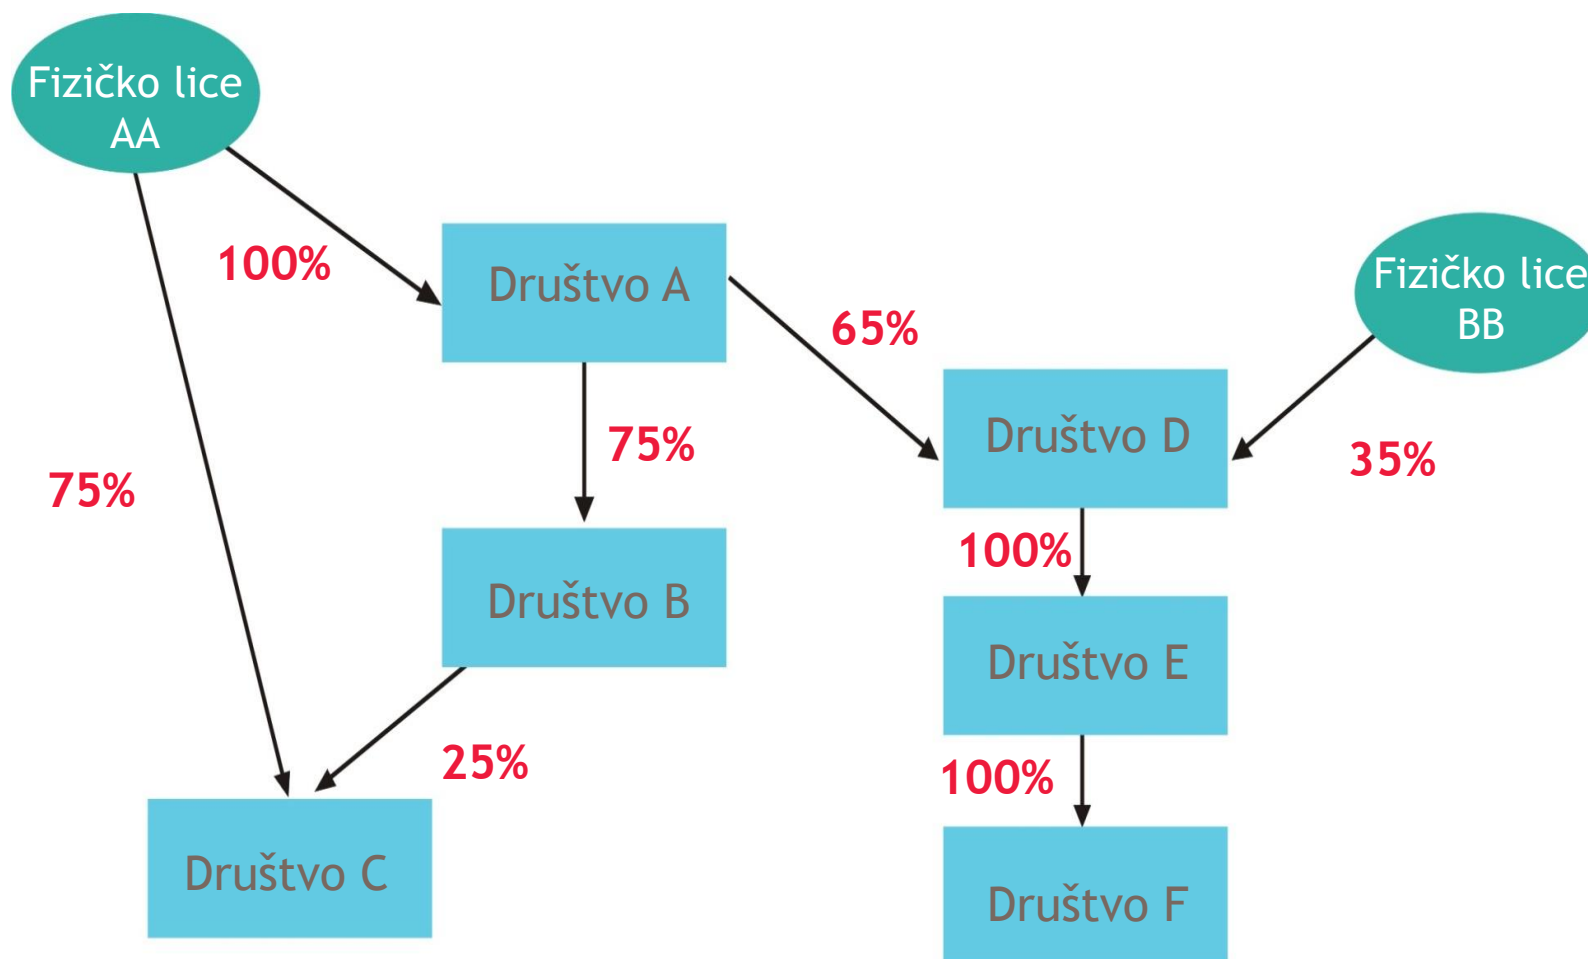 Fizičko lice
AA
100%
Društvo A
Fizičko lice
BB
65%
75%
Društvo D
35%
75%
100%
Društvo B
Društvo E
25%
100%
Društvo C
Društvo F